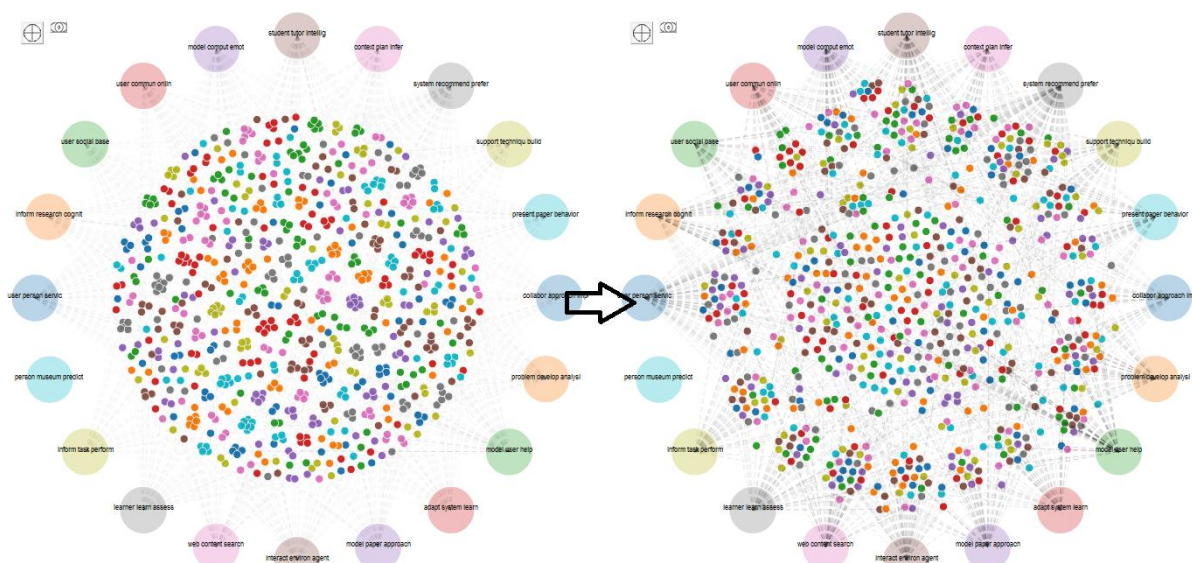 student tutor intellig
model comput emot
context plan infer
user commun onlin
system recommend prefer
user social base
support techniqu build
inform research cognit
present paper behavior
user person servic
collabor approach impl
person museum predict
problem develop analysi
inform task perform
model user help
learner learn assess
adapt system learn
web content search
model paper approach
interact environ agent
student tutor intellig
model comput emot
context plan infer
user commun onlin
system recommend prefer
user social base
support techniqu build
inform research cognit
present paper behavior
user person servic
collabor approach im
person museum predict
problem develop analysi
inform task perform
model user help
learner learn assess
adapt system learn
web content search
model paper approach
interact environ agent